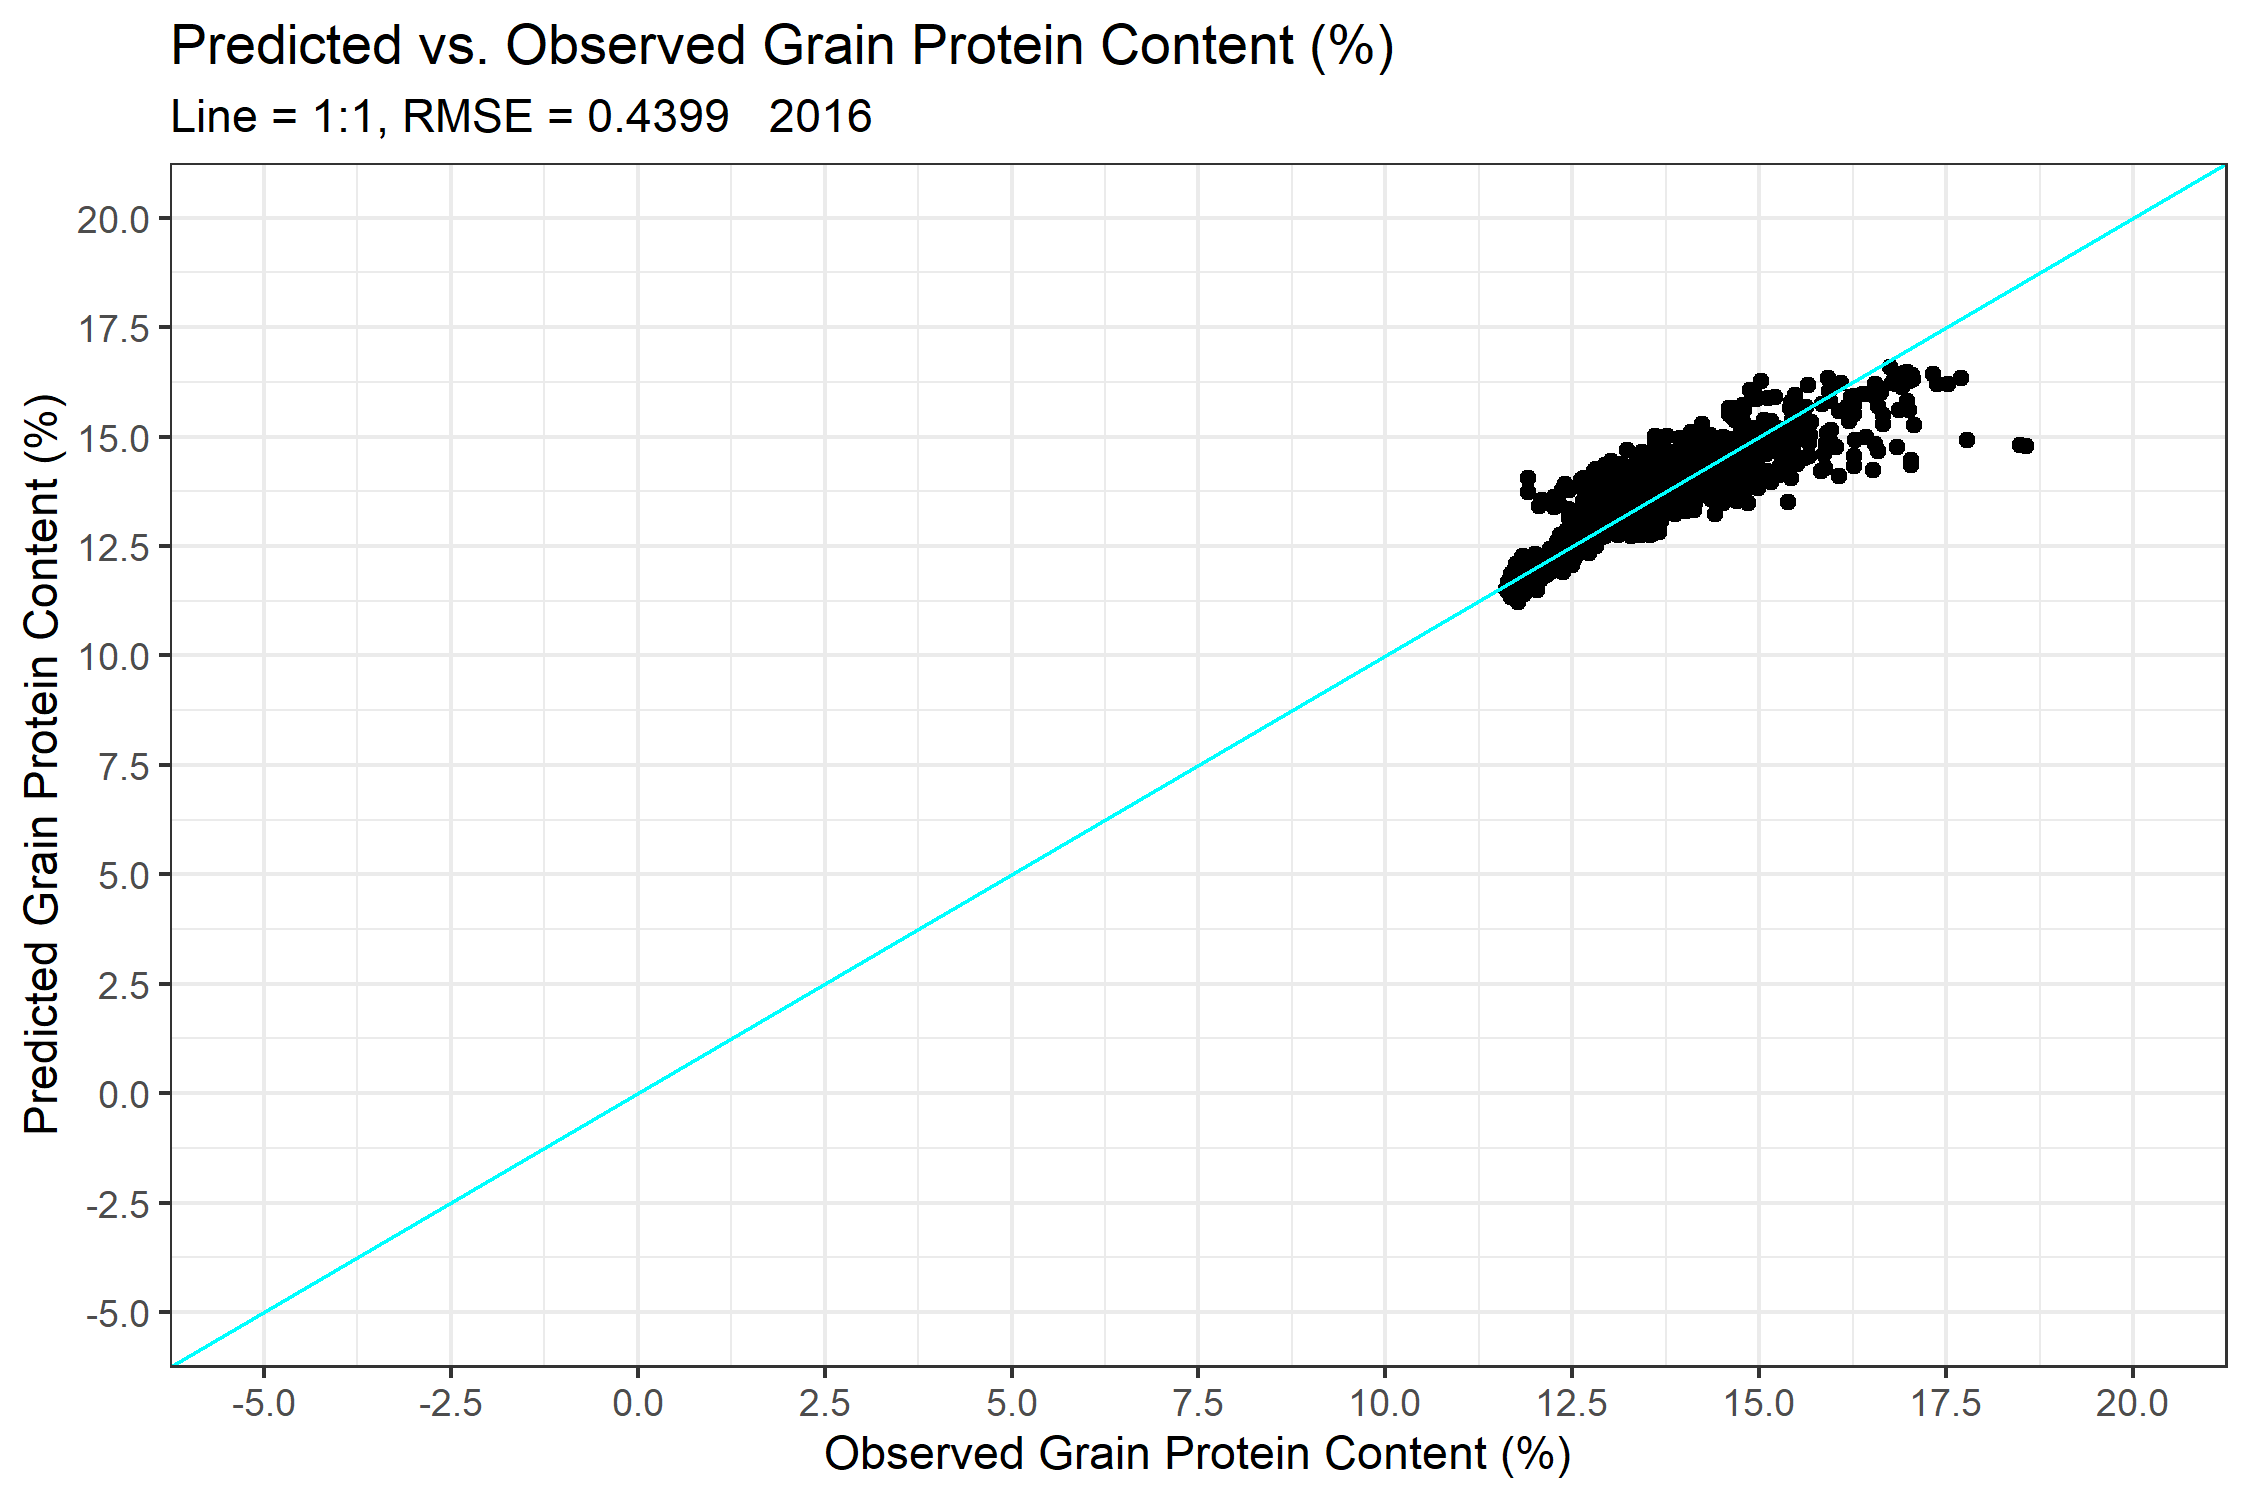 Predicted vs. Observed Grain Protein Content (%)
Line = 1:1, RMSE = 0.4399   2016
Predicted Grain Protein Content (%)
20.0
17.5
15.0
12.5
10.0
7.5
5.0
2.5
0.0
-2.5
-5.0
-5.0 -2.5 0.0 2.5 5.0 7.5 10.0 12.5 15.0 17.5 20.0
Observed Grain Protein Content (%)